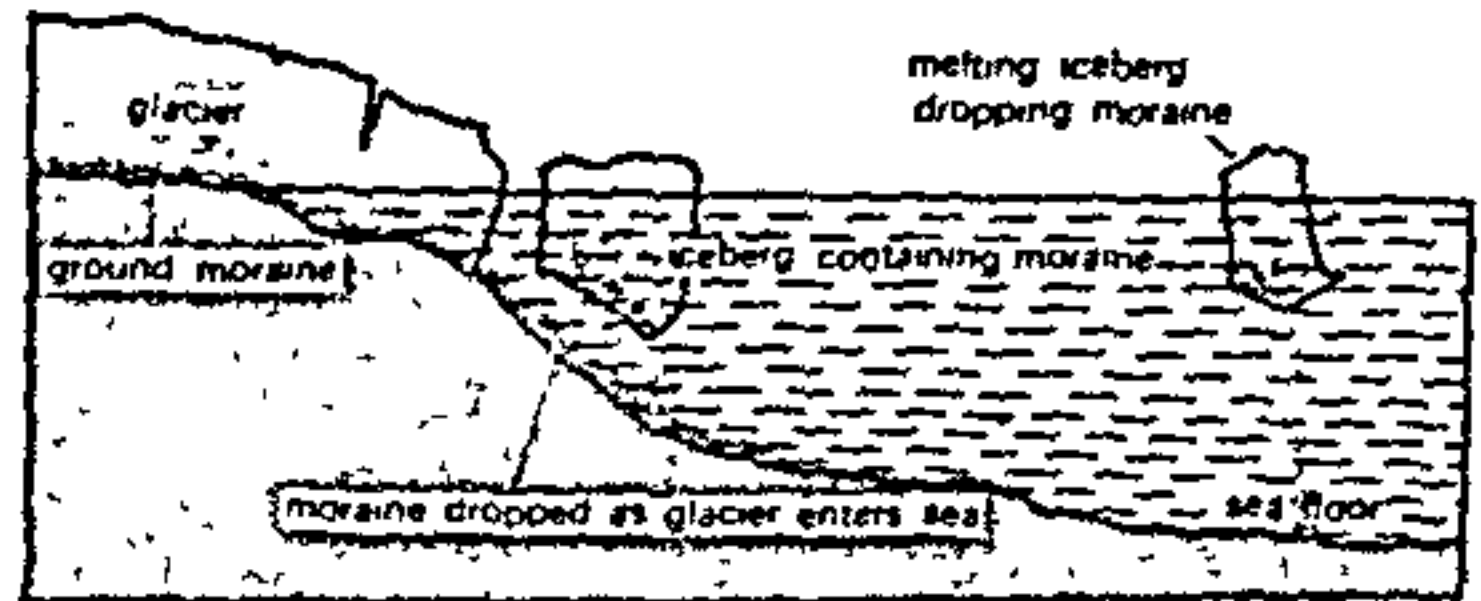 melting iceberg
dropping moraine
glacier
iceberg containing moraine
ground moraine
moraine dropped as glacier enters sea
sea floor